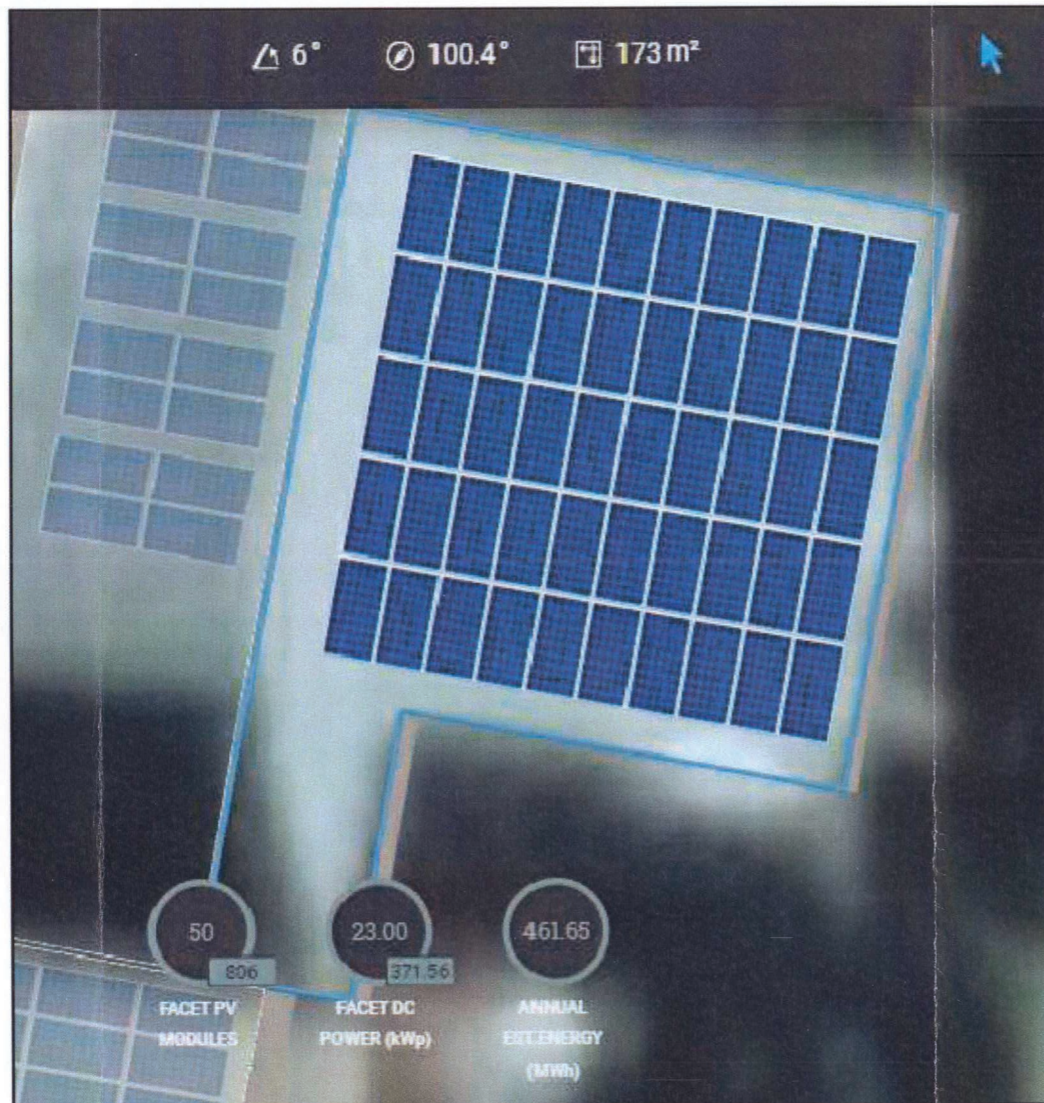 6° 100.4° 173 m²
50 23.00 461.65
806 371.56
FACET PV FACET DC ANNUAL
MODULES POWER (kWp) EST.ENERGY
(MWh)